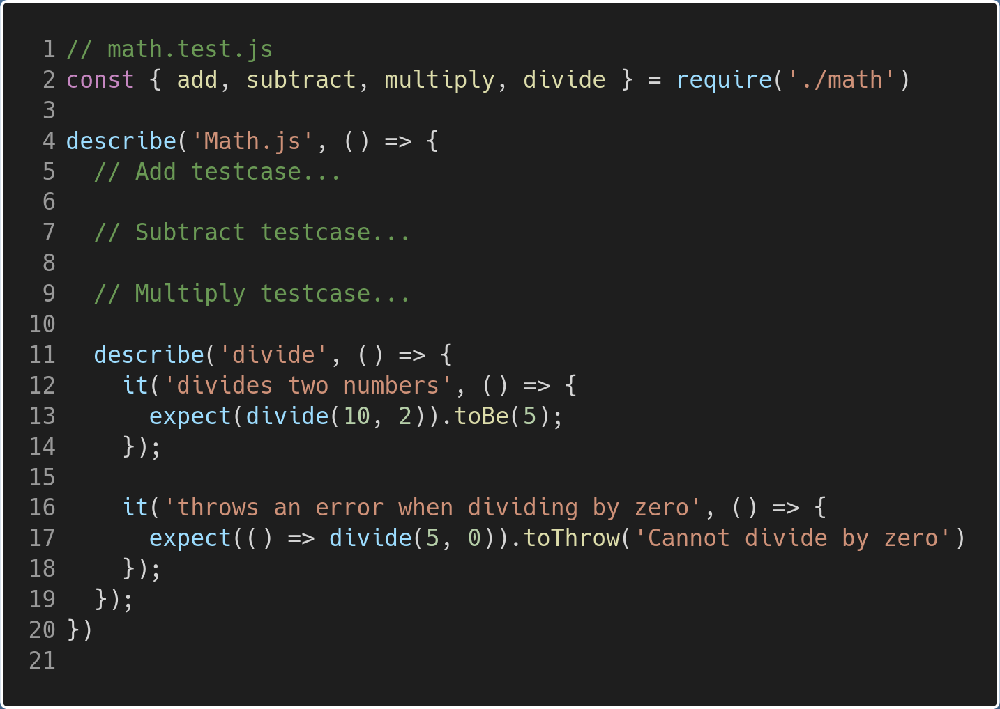 1 // math.test.js
2 const { add, subtract, multiply, divide } = require('./math')
3
4 describe('Math.js', () => {
5   // Add testcase...
6
7   // Subtract testcase...
8
9   // Multiply testcase...
10
11   describe('divide', () => {
12     it('divides two numbers', () => {
13       expect(divide(10, 2)).toBe(5);
14     });
15
16     it('throws an error when dividing by zero', () => {
17       expect(() => divide(5, 0)).toThrow('Cannot divide by zero')
18     });
19   });
20 })
21